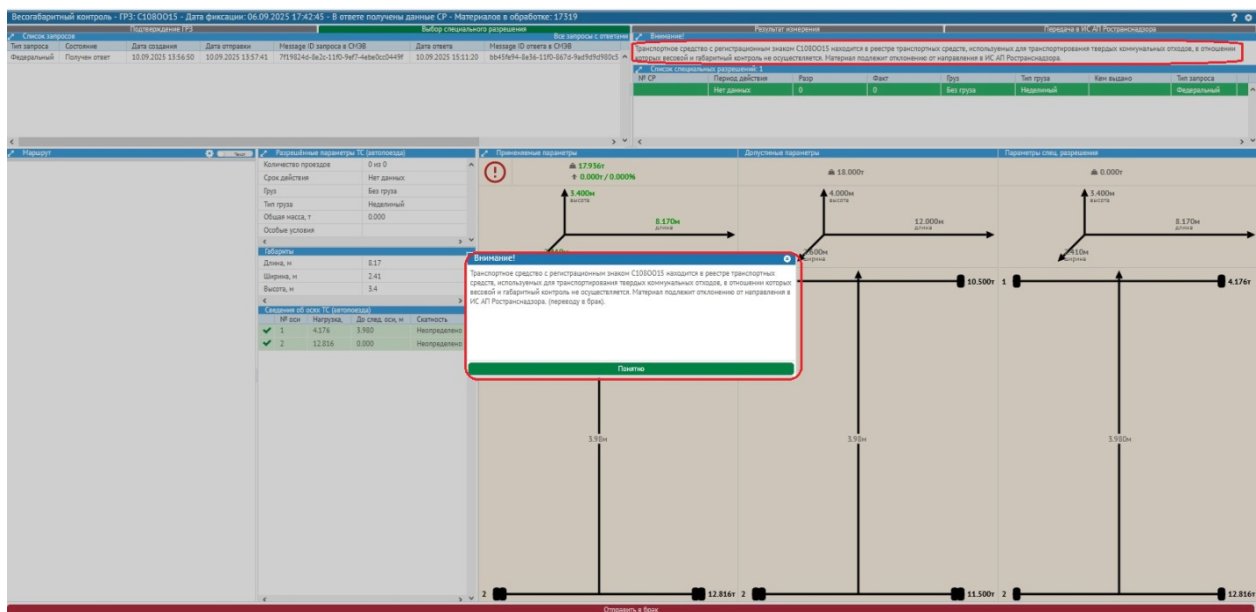 Весогабаритный контроль - ГРЗ: С108ОО15 - Дата фиксации: 06.09.2025 17:42:45 - В ответе получены данные СР - Материалов в обработке: 17319
Подтверждение ГРЗ
Выбор специального разрешения
Результат измерения
Передача в ИС АП Ространснадзора
Список запросов
Все запросы с ответами
Тип запроса Состояние Дата создания Дата отправки Message ID запроса в СМЭВ Дата ответа Message ID ответа в СМЭВ
Федеральный Получен ответ 10.09.2025 13:56:50 10.09.2025 13:57:41 10.09.2025 15:11:20
Внимание!
Транспортное средство с регистрационным знаком С108ОО15 находится в реестре транспортных средств, используемых для транспортирования твердых коммунальных отходов, в отношении
которых весовой и габаритный контроль не осуществляется. Материал подлежит отклонению от направления в ИС АП Ространснадзора.
Список специальных разрешений: 1
№ СР Период действия Разр Факт Груз Тип груза Кем выдано Тип запроса
Нет данных 0 0 Без груза Неделимый Федеральный
Маршрут
Разрешённые параметры ТС (автопоезда)
Количество проездов 0 из 0
Срок действия Нет данных
Груз Без груза
Тип груза Неделимый
Общая масса, т 0.000
Особые условия
Габариты
Длина, м 8.17
Ширина, м 2.41
Высота, м 3.4
Сведения об осях ТС (автопоезда)
№ оси Нагрузка, До след. оси, м Скатность
1 4.176 3.980 Неопределено
2 12.816 0.000 Неопределено
Применяемые параметры
17.936т
0.000т / 0.000%
3.400м
высота
8.170м
длина
Допустимые параметры
18.000т
4.000м
высота
12.000м
длина
2.600м
ширина
Параметры спец. разрешения
0.000т
3.400м
высота
8.170м
длина
2.410м
ширина
Внимание!
Транспортное средство с регистрационным знаком С108ОО15 находится в реестре транспортных
средств, используемых для транспортирования твердых коммунальных отходов, в отношении которых
весовой и габаритный контроль не осуществляется. Материал подлежит отклонению от направления в
ИС АП Ространснадзора. (переводу в брак).
Понятно
10.500т 1
4.176т
3.98м
3.98м
3.980м
2 12.816т
2 11.500т
2 12.816т
Отправить в брак